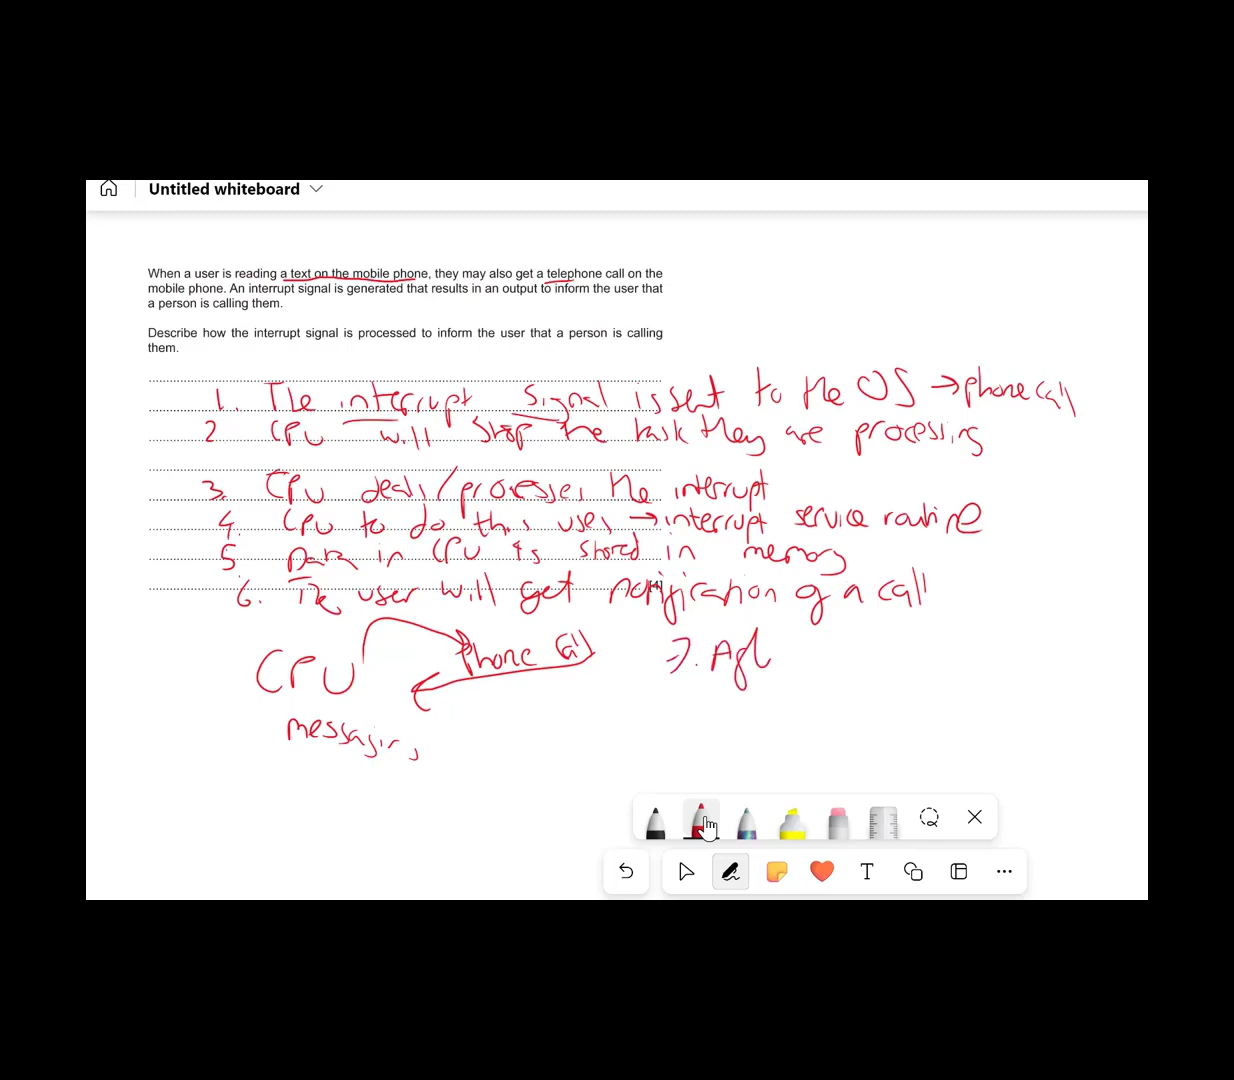 Untitled whiteboard
When a user is reading a text on the mobile phone, they may also get a telephone call on the
mobile phone. An interrupt signal is generated that results in an output to inform the user that
a person is calling them.
Describe how the interrupt signal is processed to inform the user that a person is calling
them.
1. The interrupt signal is sent to the OS → phone call
2 CPU will stop the task they are processing
3. CPU deals/processes the interrupt
4. CPU to do this uses → interrupt service routine
5. Data in CPU is stored in memory
[4]
6. The user will get notification of a call
CPU Phone Call
7. Aft
messaging
T